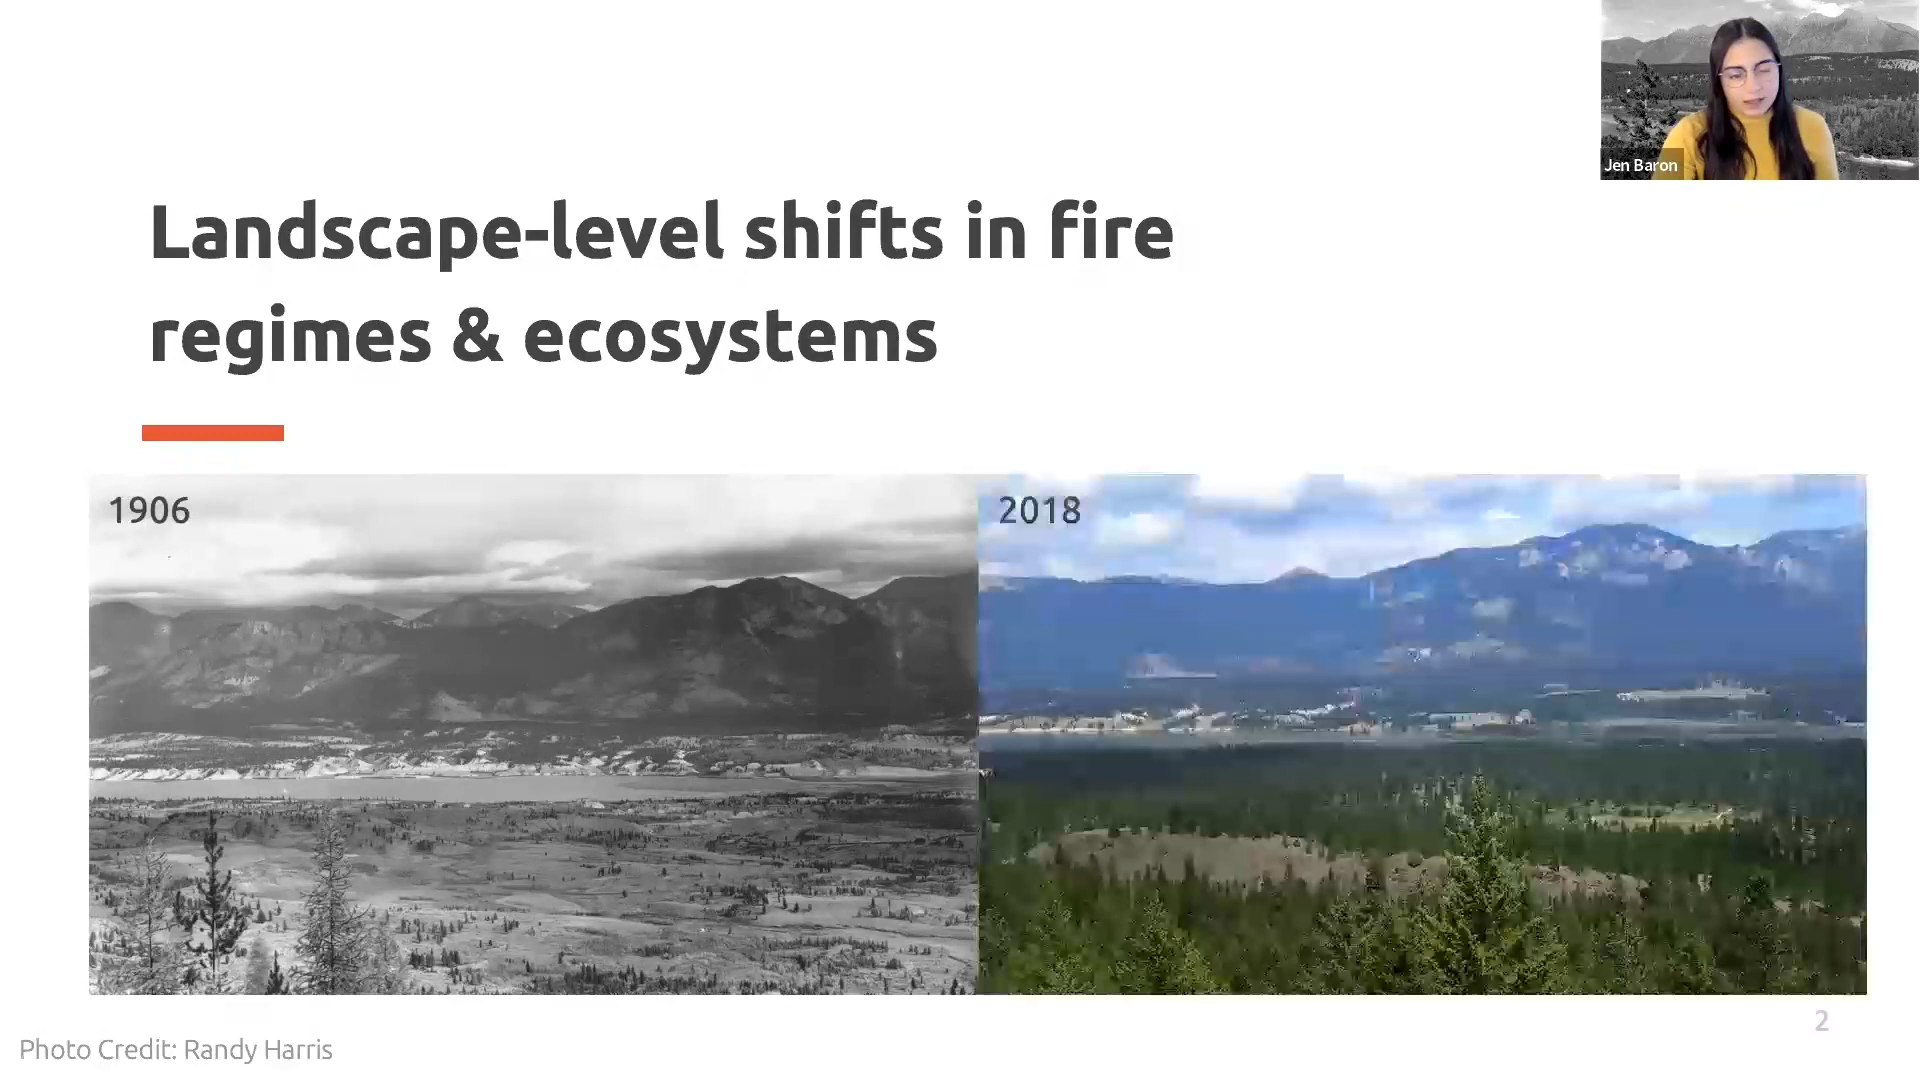 Jen Baron
Landscape-level shifts in fire
regimes & ecosystems
1906
2018
2
Photo Credit: Randy Harris